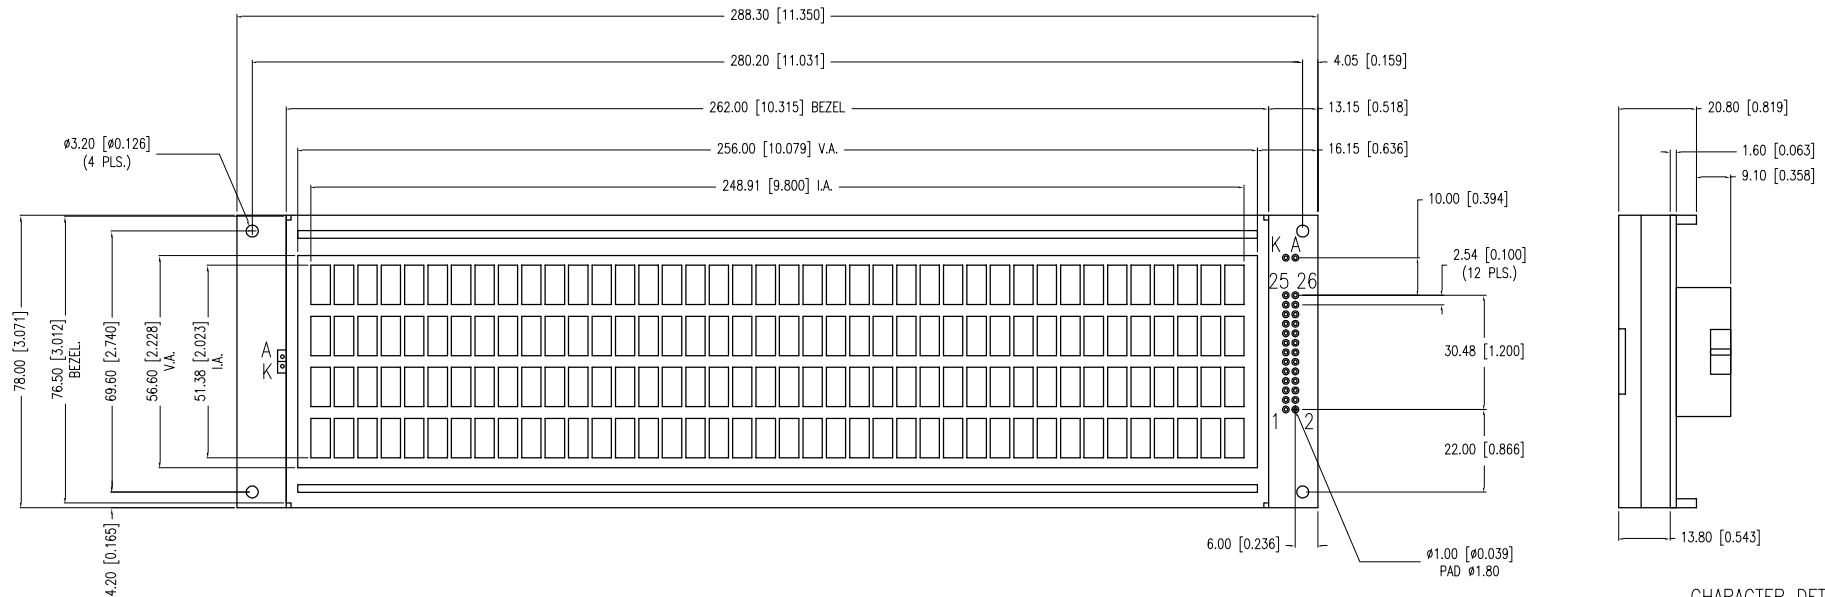 288.30 [11.350]
280.20 [11.031]
4.05 [0.159]
262.00 [10.315] BEZEL
13.15 [0.518]
20.80 [0.819]
ø3.20 [ø0.126]
(4 PLS.)
256.00 [10.079] V.A.
16.15 [0.636]
1.60 [0.063]
9.10 [0.358]
248.91 [9.800] I.A.
10.00 [0.394]
K A
2.54 [0.100]
(12 PLS.)
25 26
78.00 [3.071]
76.50 [3.012]
BEZEL.
69.60 [2.740]
56.60 [2.228]
V.A.
51.38 [2.023]
I.A.
A
K
30.48 [1.200]
1 2
22.00 [0.866]
4.20 [0.165]
6.00 [0.236]
ø1.00 [ø0.039]
PAD ø1.80
13.80 [0.543]
CHARACTER